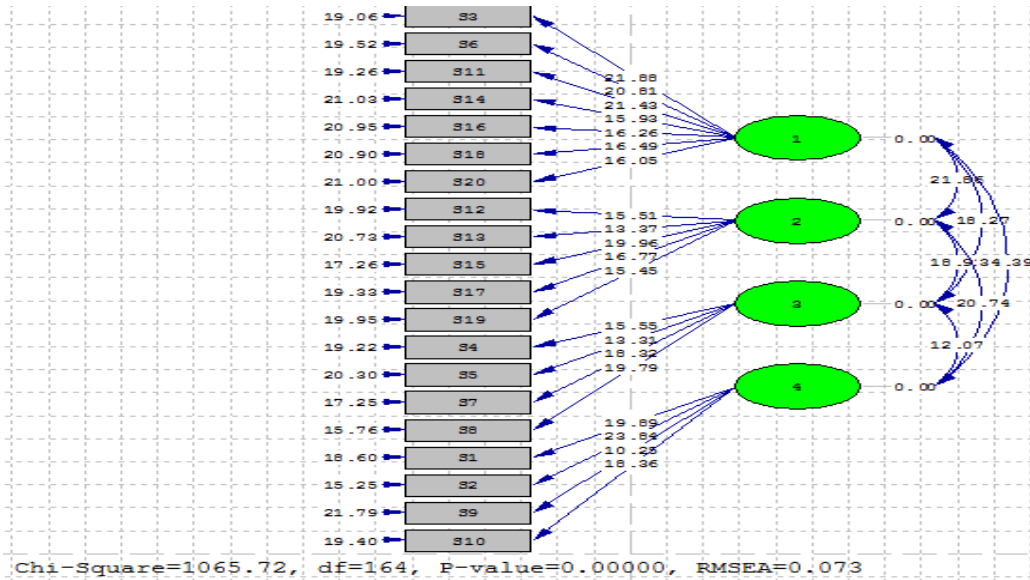 19.06 S3
19.52 S6
19.26 S11
21.03 S14
20.95 S16
20.90 S18
21.00 S20
19.92 S12
20.73 S13
17.26 S15
19.33 S17
19.95 S19
19.22 S4
20.30 S5
17.25 S7
15.76 S8
18.60 S1
15.25 S2
21.79 S9
19.40 S10
21.88
20.81
21.43
15.93
16.26
16.49
16.05
15.51
13.37
19.96
16.77
15.45
15.55
13.31
18.32
19.79
19.89
23.84
10.25
18.36
1 0.00
2 0.00
3 0.00
4 0.00
18.27
34.39
20.74
12.07
Chi-Square=1065.72, df=164, P-value=0.00000, RMSEA=0.073